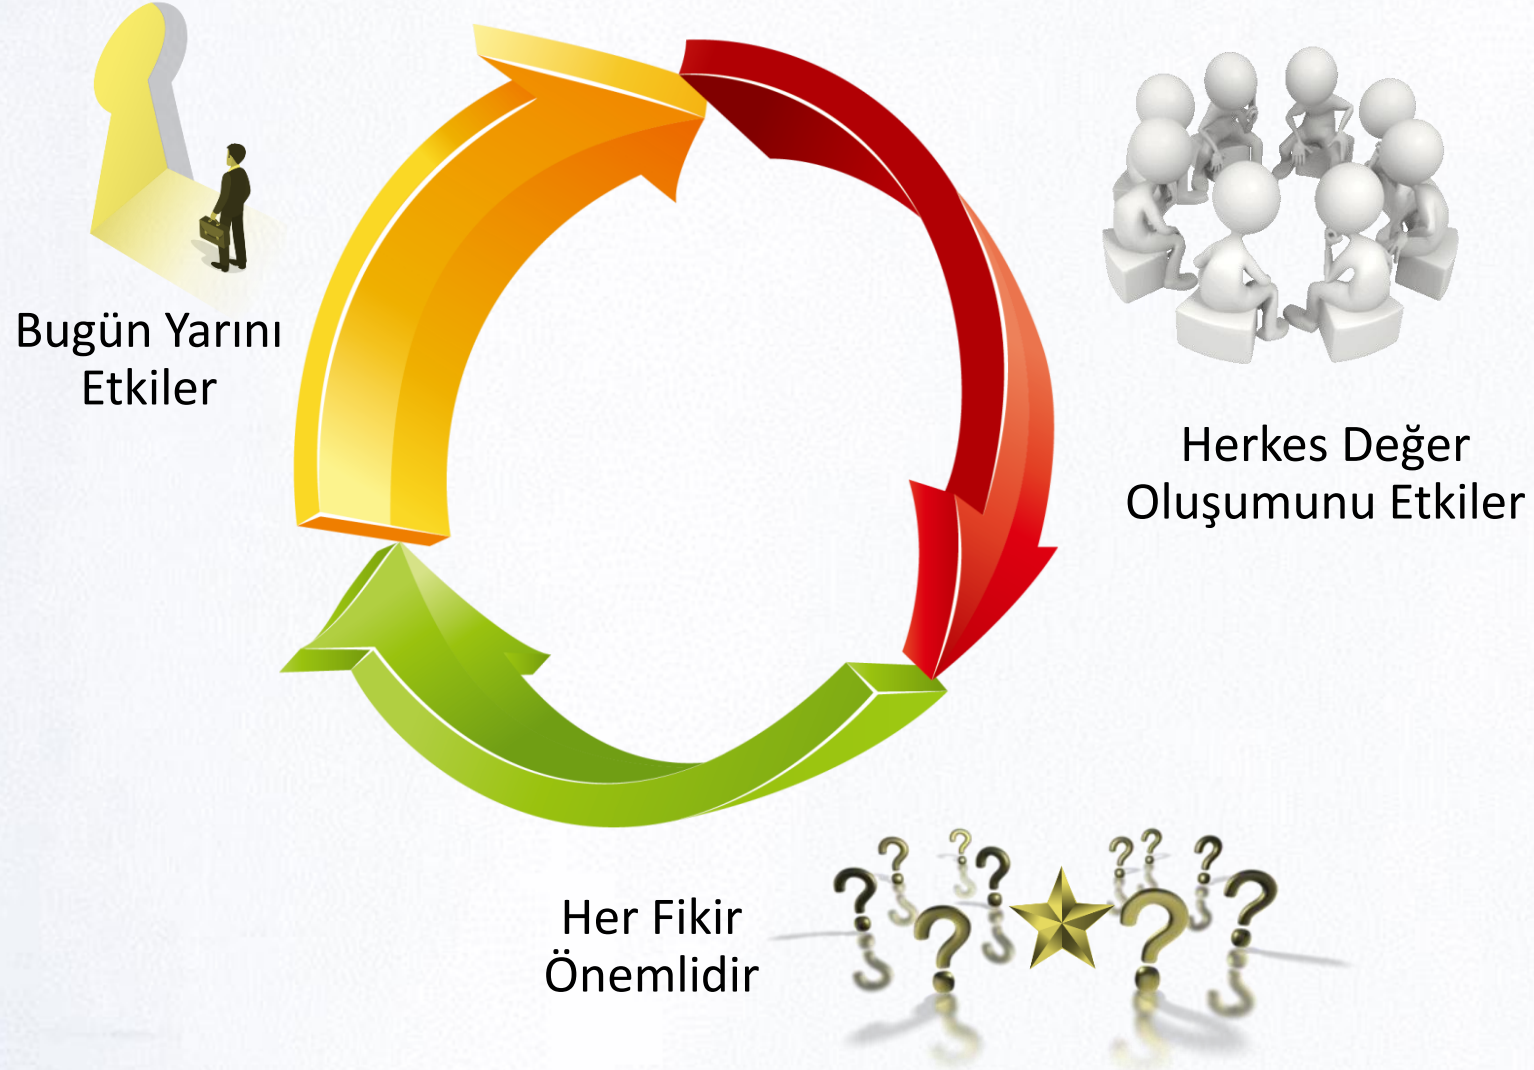 Bugün Yarını
Etkiler
Herkes Değer
Oluşumunu Etkiler
Her Fikir
Önemlidir